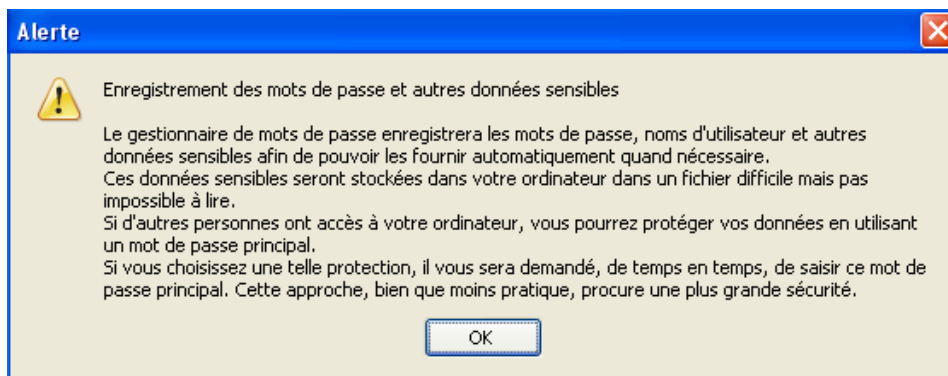 Alerte
Enregistrement des mots de passe et autres données sensibles
Le gestionnaire de mots de passe enregistrera les mots de passe, noms d'utilisateur et autres
données sensibles afin de pouvoir les fournir automatiquement quand nécessaire.
Ces données sensibles seront stockées dans votre ordinateur dans un fichier difficile mais pas
impossible à lire.
Si d'autres personnes ont accès à votre ordinateur, vous pourrez protéger vos données en utilisant
un mot de passe principal.
Si vous choisissez une telle protection, il vous sera demandé, de temps en temps, de saisir ce mot de
passe principal. Cette approche, bien que moins pratique, procure une plus grande sécurité.
OK